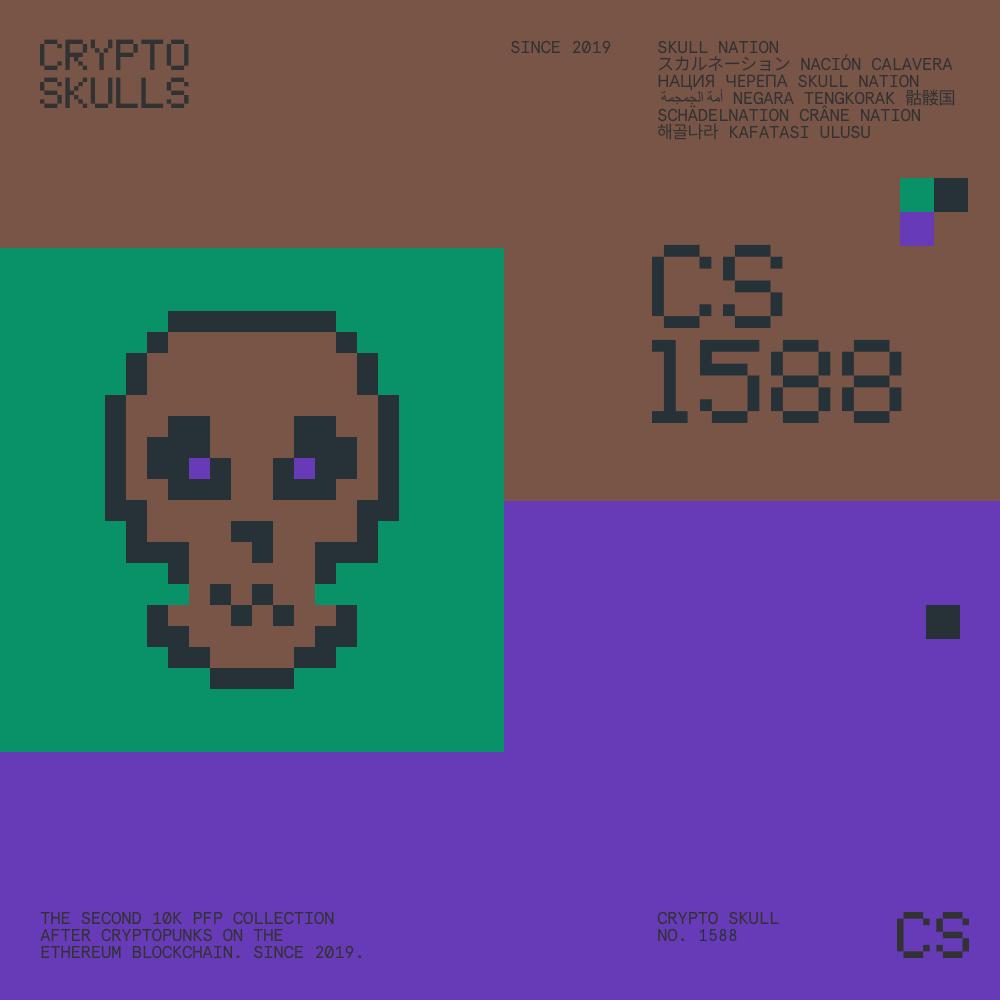 CRYPTO
SKULLS
SINCE 2019
SKULL NATION
スカルネーション NACIÓN CALAVERA
НАЦИЯ ЧЕРЕПА SKULL NATION
أمة الجمجمة NEGARA TENGKORAK 骷髅国
SCHÄDELNATION CRÂNE NATION
해골나라 KAFATASI ULUSU
CS
1588
THE SECOND 10K PFP COLLECTION
AFTER CRYPTOPUNKS ON THE
ETHEREUM BLOCKCHAIN. SINCE 2019.
CRYPTO SKULL
NO. 1588
CS